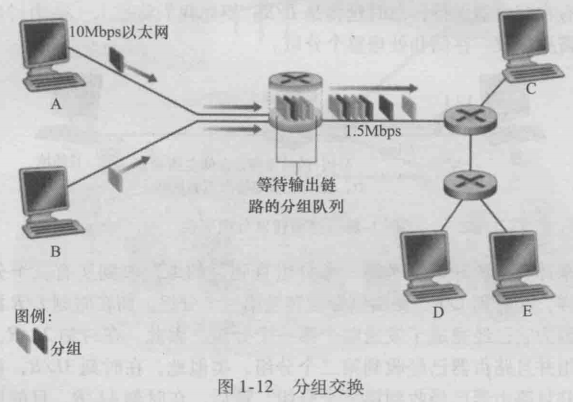 10Mbps以太网
A
C
1.5Mbps
等待输出链
路的分组队列
B
D
E
图例：
分组
图1-12 分组交换